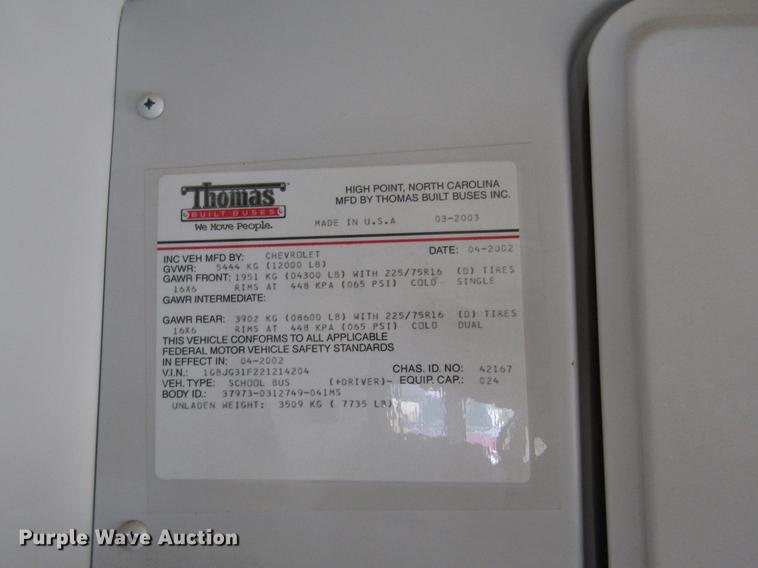 Thomas
BUILT BUSES
We Move People.
HIGH POINT, NORTH CAROLINA
MFD BY THOMAS BUILT BUSES INC.
MADE IN U.S.A 03-2003
INC VEH MFD BY: CHEVROLET DATE: 04-2002
GVWR: 5444 KG (12000 LB)
GAWR FRONT: 1951 KG (04300 LB) WITH 225/75R16 (D) TIRES
16X6 RIMS AT 448 KPA (065 PSI) COLD SINGLE
GAWR INTERMEDIATE:
GAWR REAR: 3902 KG (08600 LB) WITH 225/75R16 (D) TIRES
16X6 RIMS AT 448 KPA (065 PSI) COLD DUAL
THIS VEHICLE CONFORMS TO ALL APPLICABLE
FEDERAL MOTOR VEHICLE SAFETY STANDARDS
IN EFFECT IN: 04-2002
V.I.N.: 1GBJG31F221214204 CHAS. ID. NO: 42167
VEH. TYPE: SCHOOL BUS (+DRIVER)- EQUIP. CAP.: 024
BODY ID.: 37973-0312749-041MS
UNLADEN WEIGHT: 3509 KG ( 7735 LB)
Purple Wave Auction